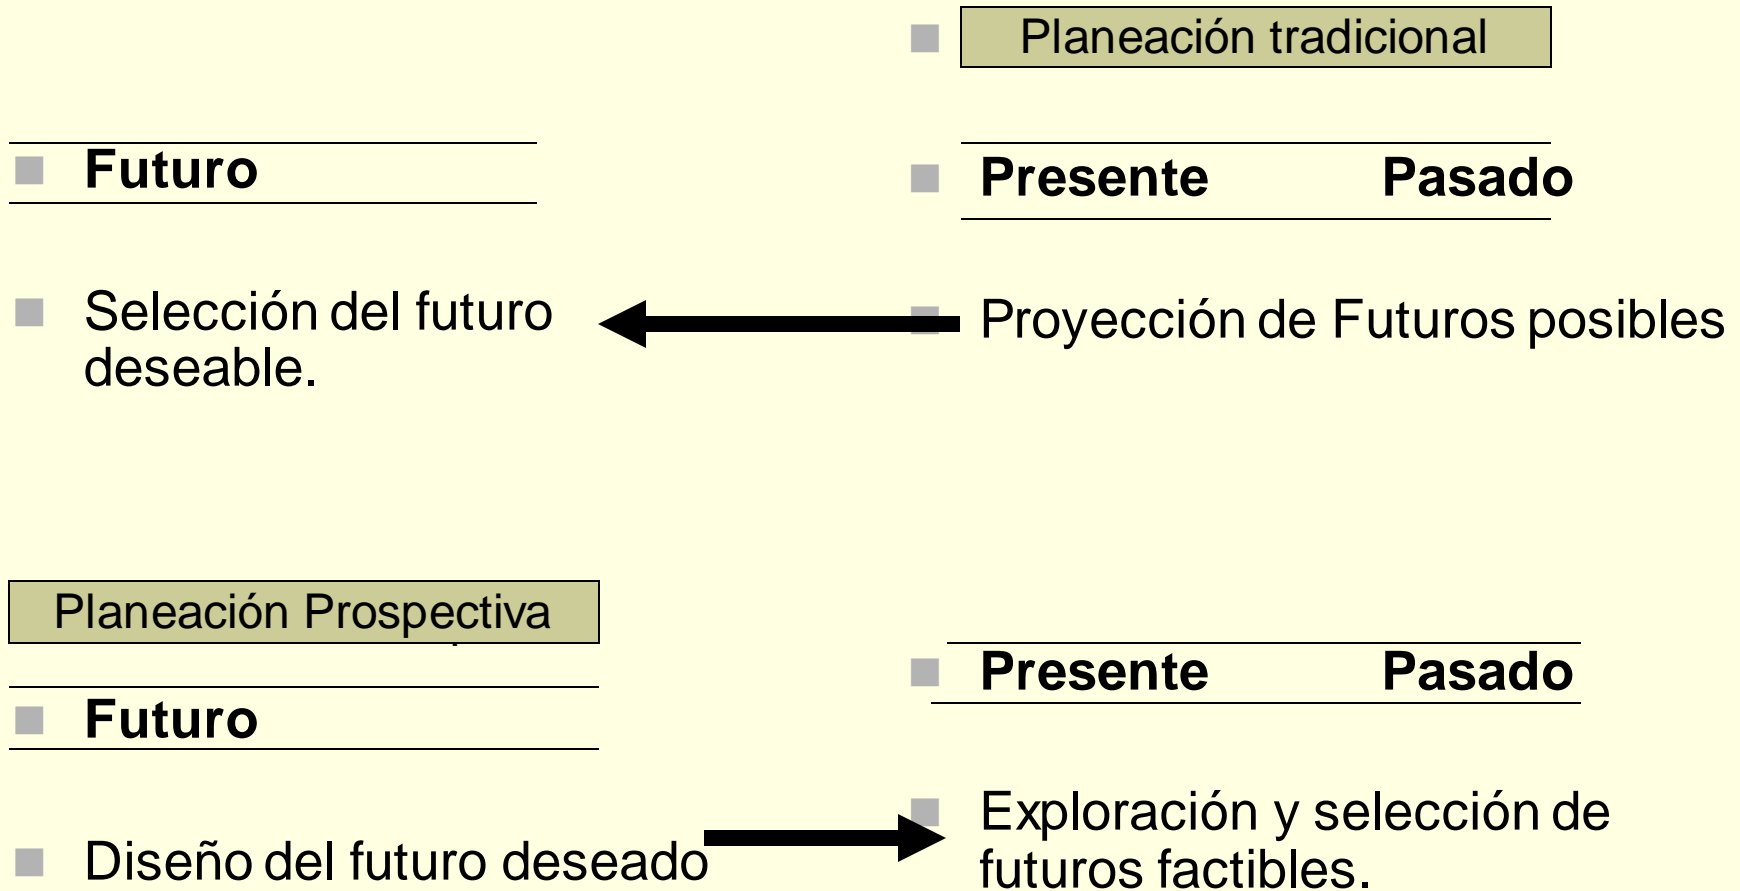 Planeación tradicional
Futuro
Presente Pasado
Selección del futuro
deseable.
Proyección de Futuros posibles
Planeación Prospectiva
Futuro
Presente Pasado
Diseño del futuro deseado
Exploración y selección de
futuros factibles.